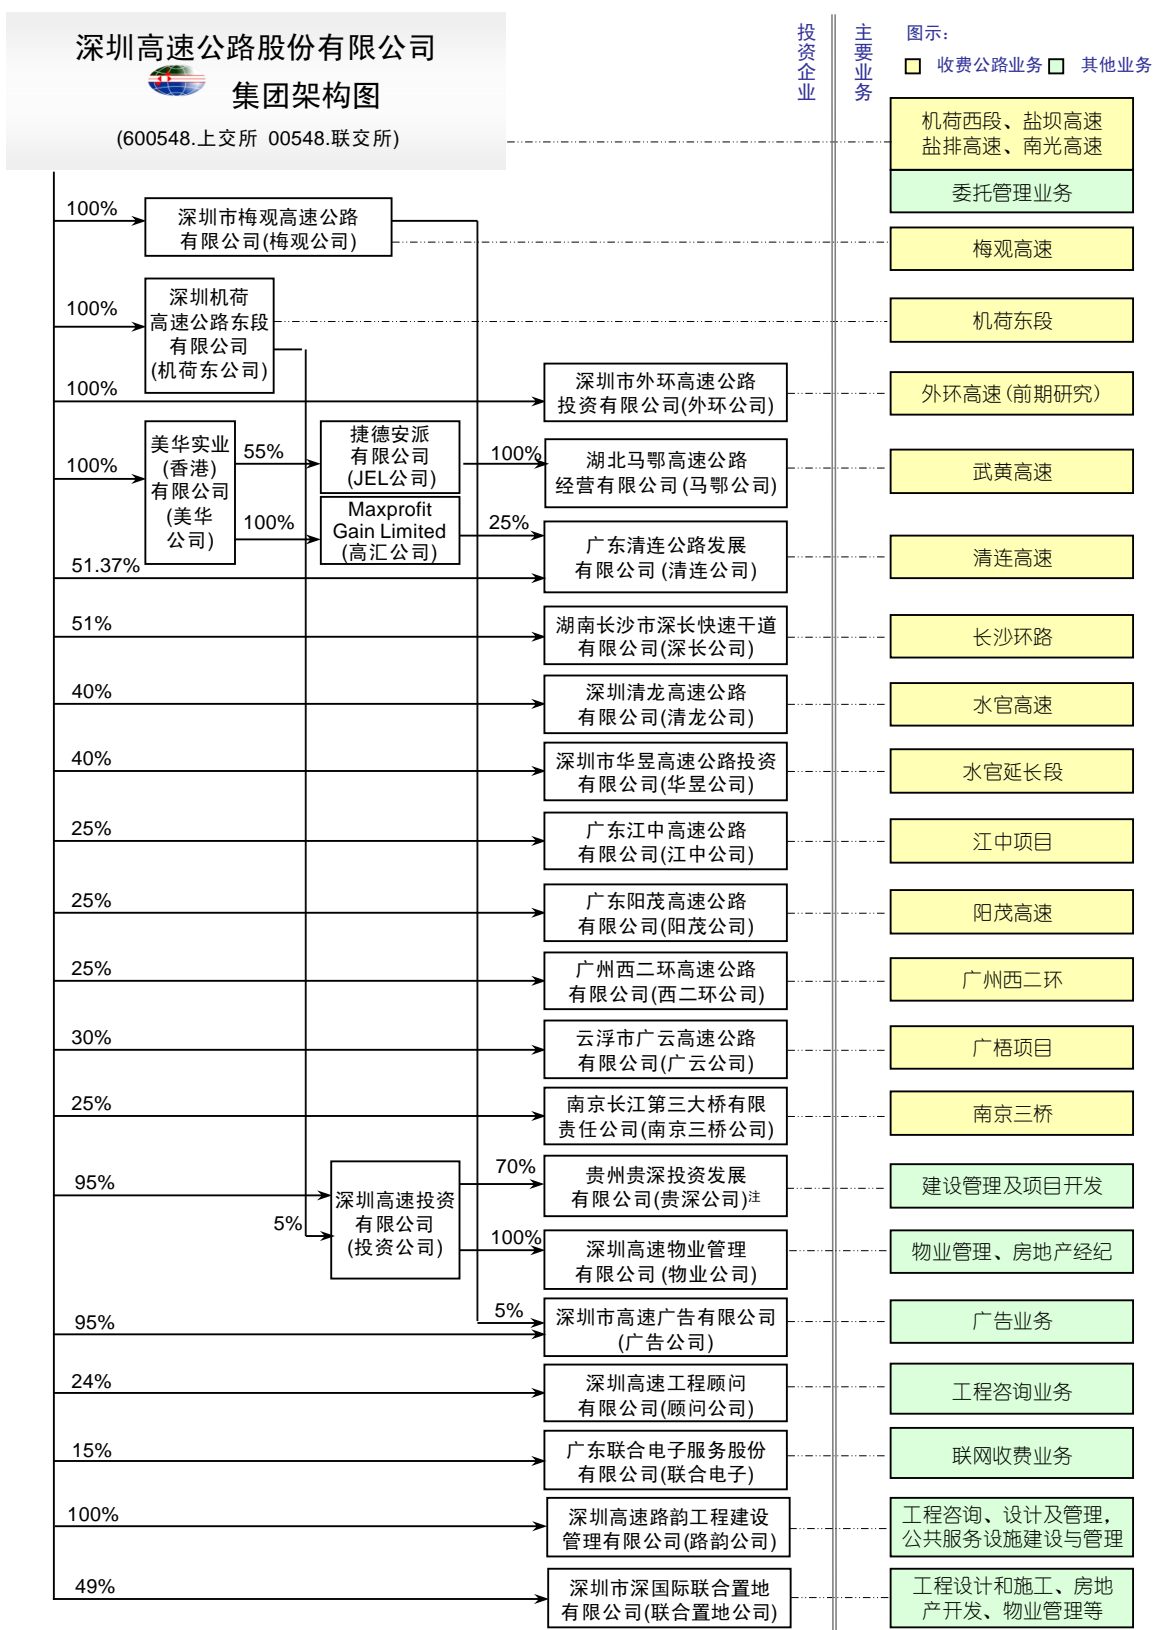 深圳高速公路股份有限公司
集团架构图
(600548.上交所 00548.联交所)
投资企业
主要业务
图示:
收费公路业务
其他业务
机荷西段、盐坝高速
盐排高速、南光高速
委托管理业务
100%
深圳市梅观高速公路
有限公司(梅观公司)
梅观高速
100%
深圳机荷
高速公路东段
有限公司
(机荷东公司)
机荷东段
100%
深圳市外环高速公路
投资有限公司(外环公司)
外环高速(前期研究)
100%
美华实业
(香港)
有限公司
(美华
公司)
55%
捷德安派
有限公司
(JEL公司)
100%
湖北马鄂高速公路
经营有限公司(马鄂公司)
武黄高速
100%
Maxprofit
Gain Limited
(高汇公司)
25%
51.37%
广东清连公路发展
有限公司(清连公司)
清连高速
51%
湖南长沙市深长快速干道
有限公司(深长公司)
长沙环路
40%
深圳清龙高速公路
有限公司(清龙公司)
水官高速
40%
深圳市华昱高速公路投资
有限公司(华昱公司)
水官延长段
25%
广东江中高速公路
有限公司(江中公司)
江中项目
25%
广东阳茂高速公路
有限公司(阳茂公司)
阳茂高速
25%
广州西二环高速公路
有限公司(西二环公司)
广州西二环
30%
云浮市广云高速公路
有限公司(广云公司)
广梧项目
25%
南京长江第三大桥有限
责任公司(南京三桥公司)
南京三桥
95%
5%
深圳高速投资
有限公司
(投资公司)
70%
贵州贵深投资发展
有限公司(贵深公司)注
建设管理及项目开发
100%
深圳高速物业管理
有限公司(物业公司)
物业管理、房地产经纪
5%
95%
深圳市高速广告有限公司
(广告公司)
广告业务
24%
深圳高速工程顾问
有限公司(顾问公司)
工程咨询业务
15%
广东联合电子服务股份
有限公司(联合电子)
联网收费业务
100%
深圳高速路韵工程建设
管理有限公司(路韵公司)
工程咨询、设计及管理,
公共服务设施建设与管理
49%
深圳市深国际联合置地
有限公司(联合置地公司)
工程设计和施工、房地
产开发、物业管理等